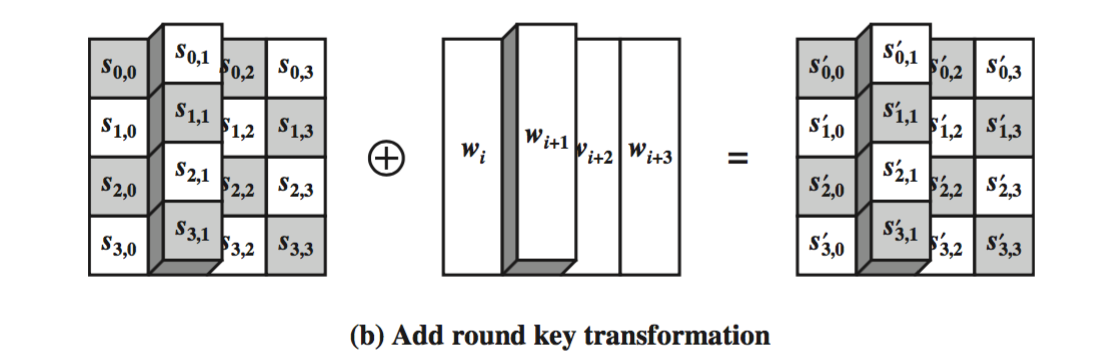 s0,0 s0,1 s0,2 s0,3
s1,0 s1,1 s1,2 s1,3
s2,0 s2,1 s2,2 s2,3
s3,0 s3,1 s3,2 s3,3
⊕
wi wi+1 wi+2 wi+3
=
s′0,0 s′0,1 s′0,2 s′0,3
s′1,0 s′1,1 s′1,2 s′1,3
s′2,0 s′2,1 s′2,2 s′2,3
s′3,0 s′3,1 s′3,2 s′3,3
(b) Add round key transformation